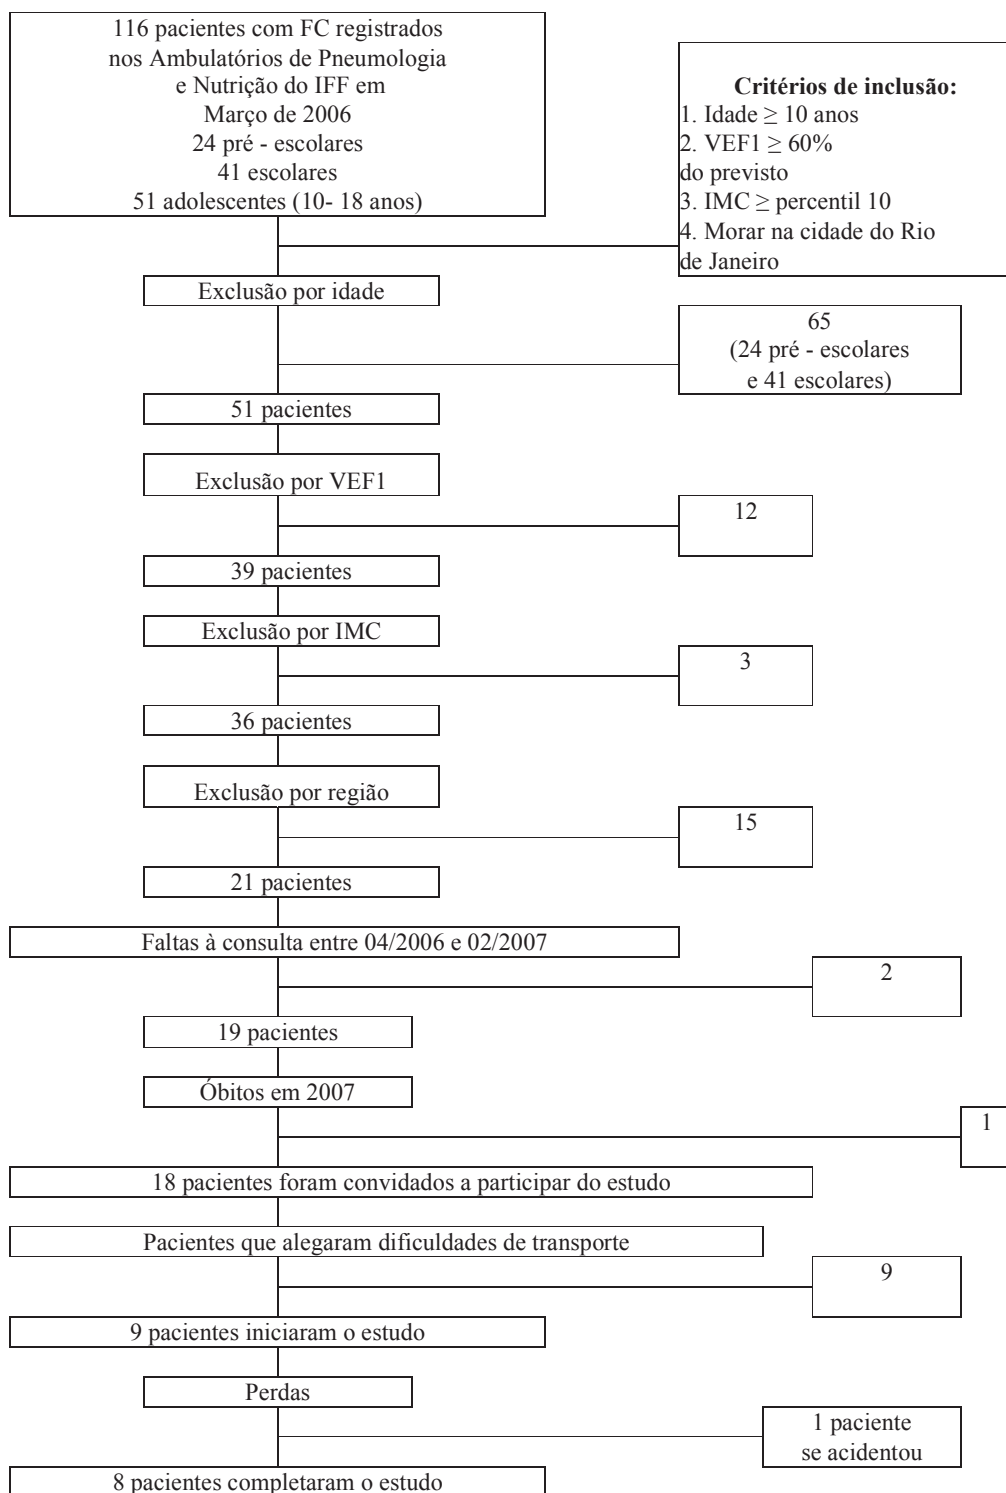 116 pacientes com FC registrados
nos Ambulatórios de Pneumologia
e Nutrição do IFF em
Março de 2006
24 pré - escolares
41 escolares
51 adolescentes (10- 18 anos)
Critérios de inclusão:
1. Idade ≥ 10 anos
2. VEF1 ≥ 60%
do previsto
3. IMC ≥ percentil 10
4. Morar na cidade do Rio
de Janeiro
Exclusão por idade
65
(24 pré - escolares
e 41 escolares)
51 pacientes
Exclusão por VEF1
12
39 pacientes
Exclusão por IMC
3
36 pacientes
Exclusão por região
15
21 pacientes
Faltas à consulta entre 04/2006 e 02/2007
2
19 pacientes
Óbitos em 2007
1
18 pacientes foram convidados a participar do estudo
Pacientes que alegaram dificuldades de transporte
9
9 pacientes iniciaram o estudo
Perdas
1 paciente
se acidentou
8 pacientes completaram o estudo